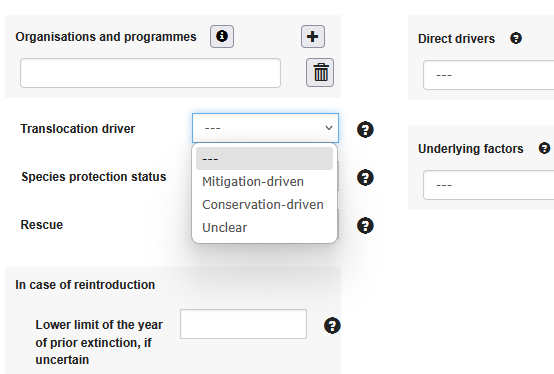 Organisations and programmes
+
Translocation driver
---
---
Mitigation-driven
Conservation-driven
Unclear
Species protection status
Rescue
In case of reintroduction
Lower limit of the year
of prior extinction, if
uncertain
Direct drivers
---
Underlying factors
---